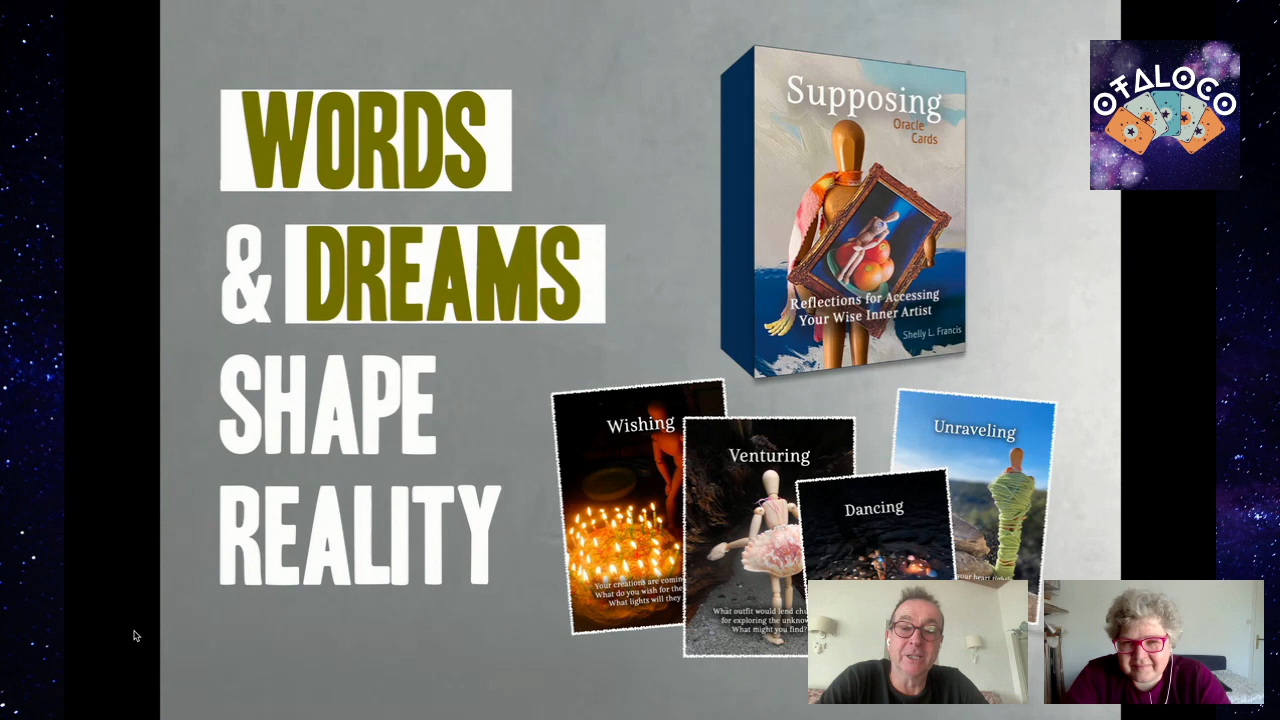 WORDS
& DREAMS
SHAPE
REALITY
Supposing
Oracle
Cards
Reflections for Accessing
Your Wise Inner Artist
Shelly L. Francis
OTALOCO
Wishing
Your creations are coming
What do you wish for
What lights will they
Venturing
What outfit would lend
for exploring the
What might you find?
Dancing
Unraveling
your heart